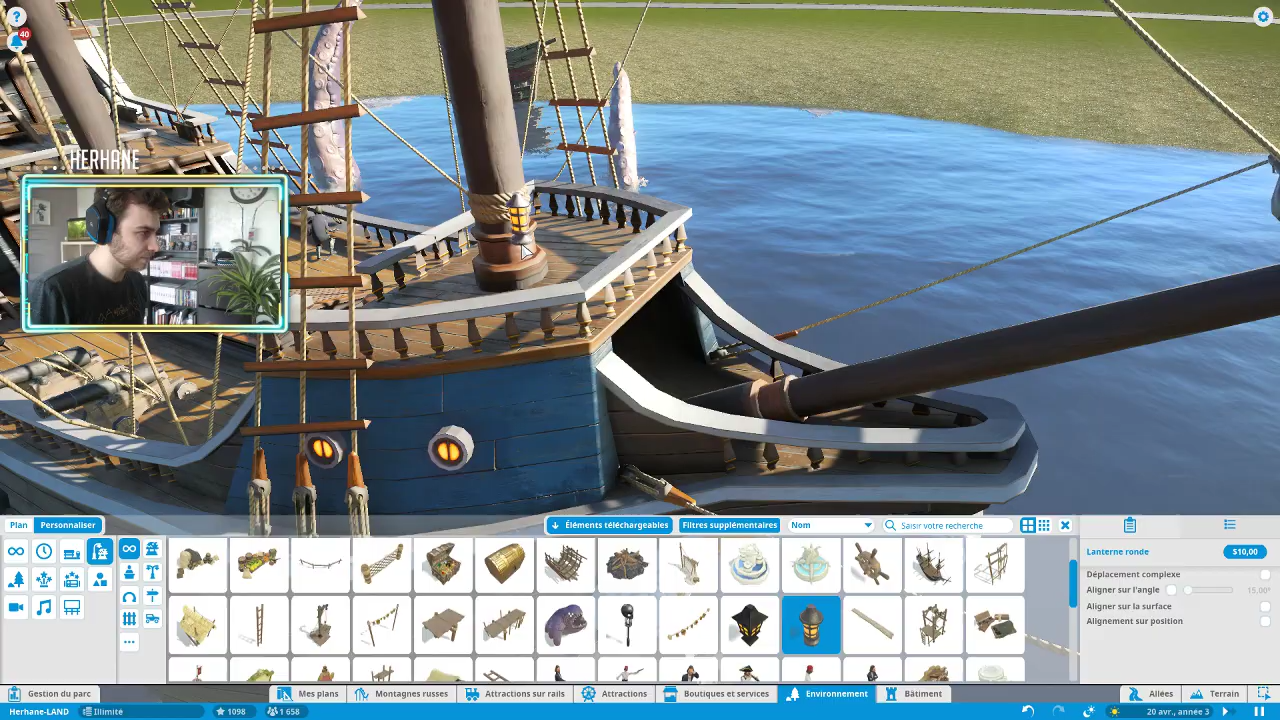 ?
40
HERHANE
Plan
Personnaliser
Éléments téléchargeables
Filtres supplémentaires
Nom
Saisir votre recherche
Lanterne ronde
$10,00
Déplacement complexe
Aligner sur l'angle
15.00°
Aligner sur la surface
Alignement sur position
Gestion du parc
Mes plans
Montagnes russes
Attractions sur rails
Attractions
Boutiques et services
Environnement
Bâtiment
Allées
Terrain
Herhane-LAND
Illimité
1098
1 658
20 avr., année 3